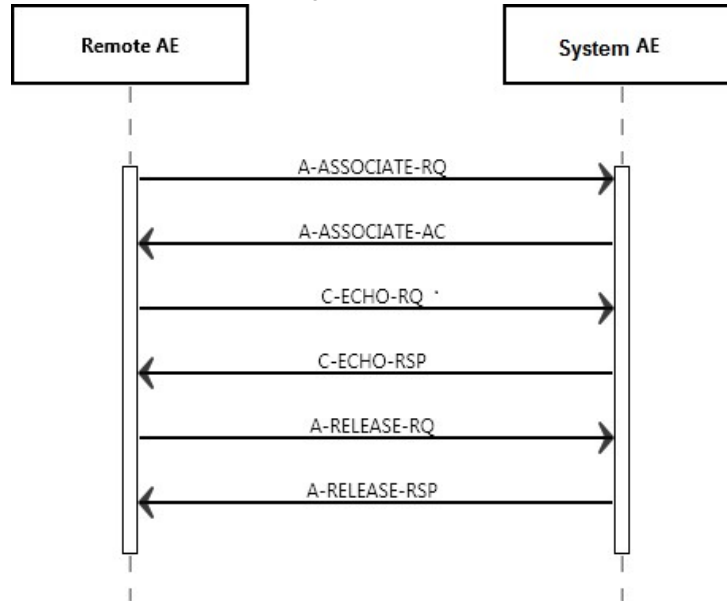 Remote AE
System AE
A-ASSOCIATE-RQ
A-ASSOCIATE-AC
C-ECHO-RQ
C-ECHO-RSP
A-RELEASE-RQ
A-RELEASE-RSP